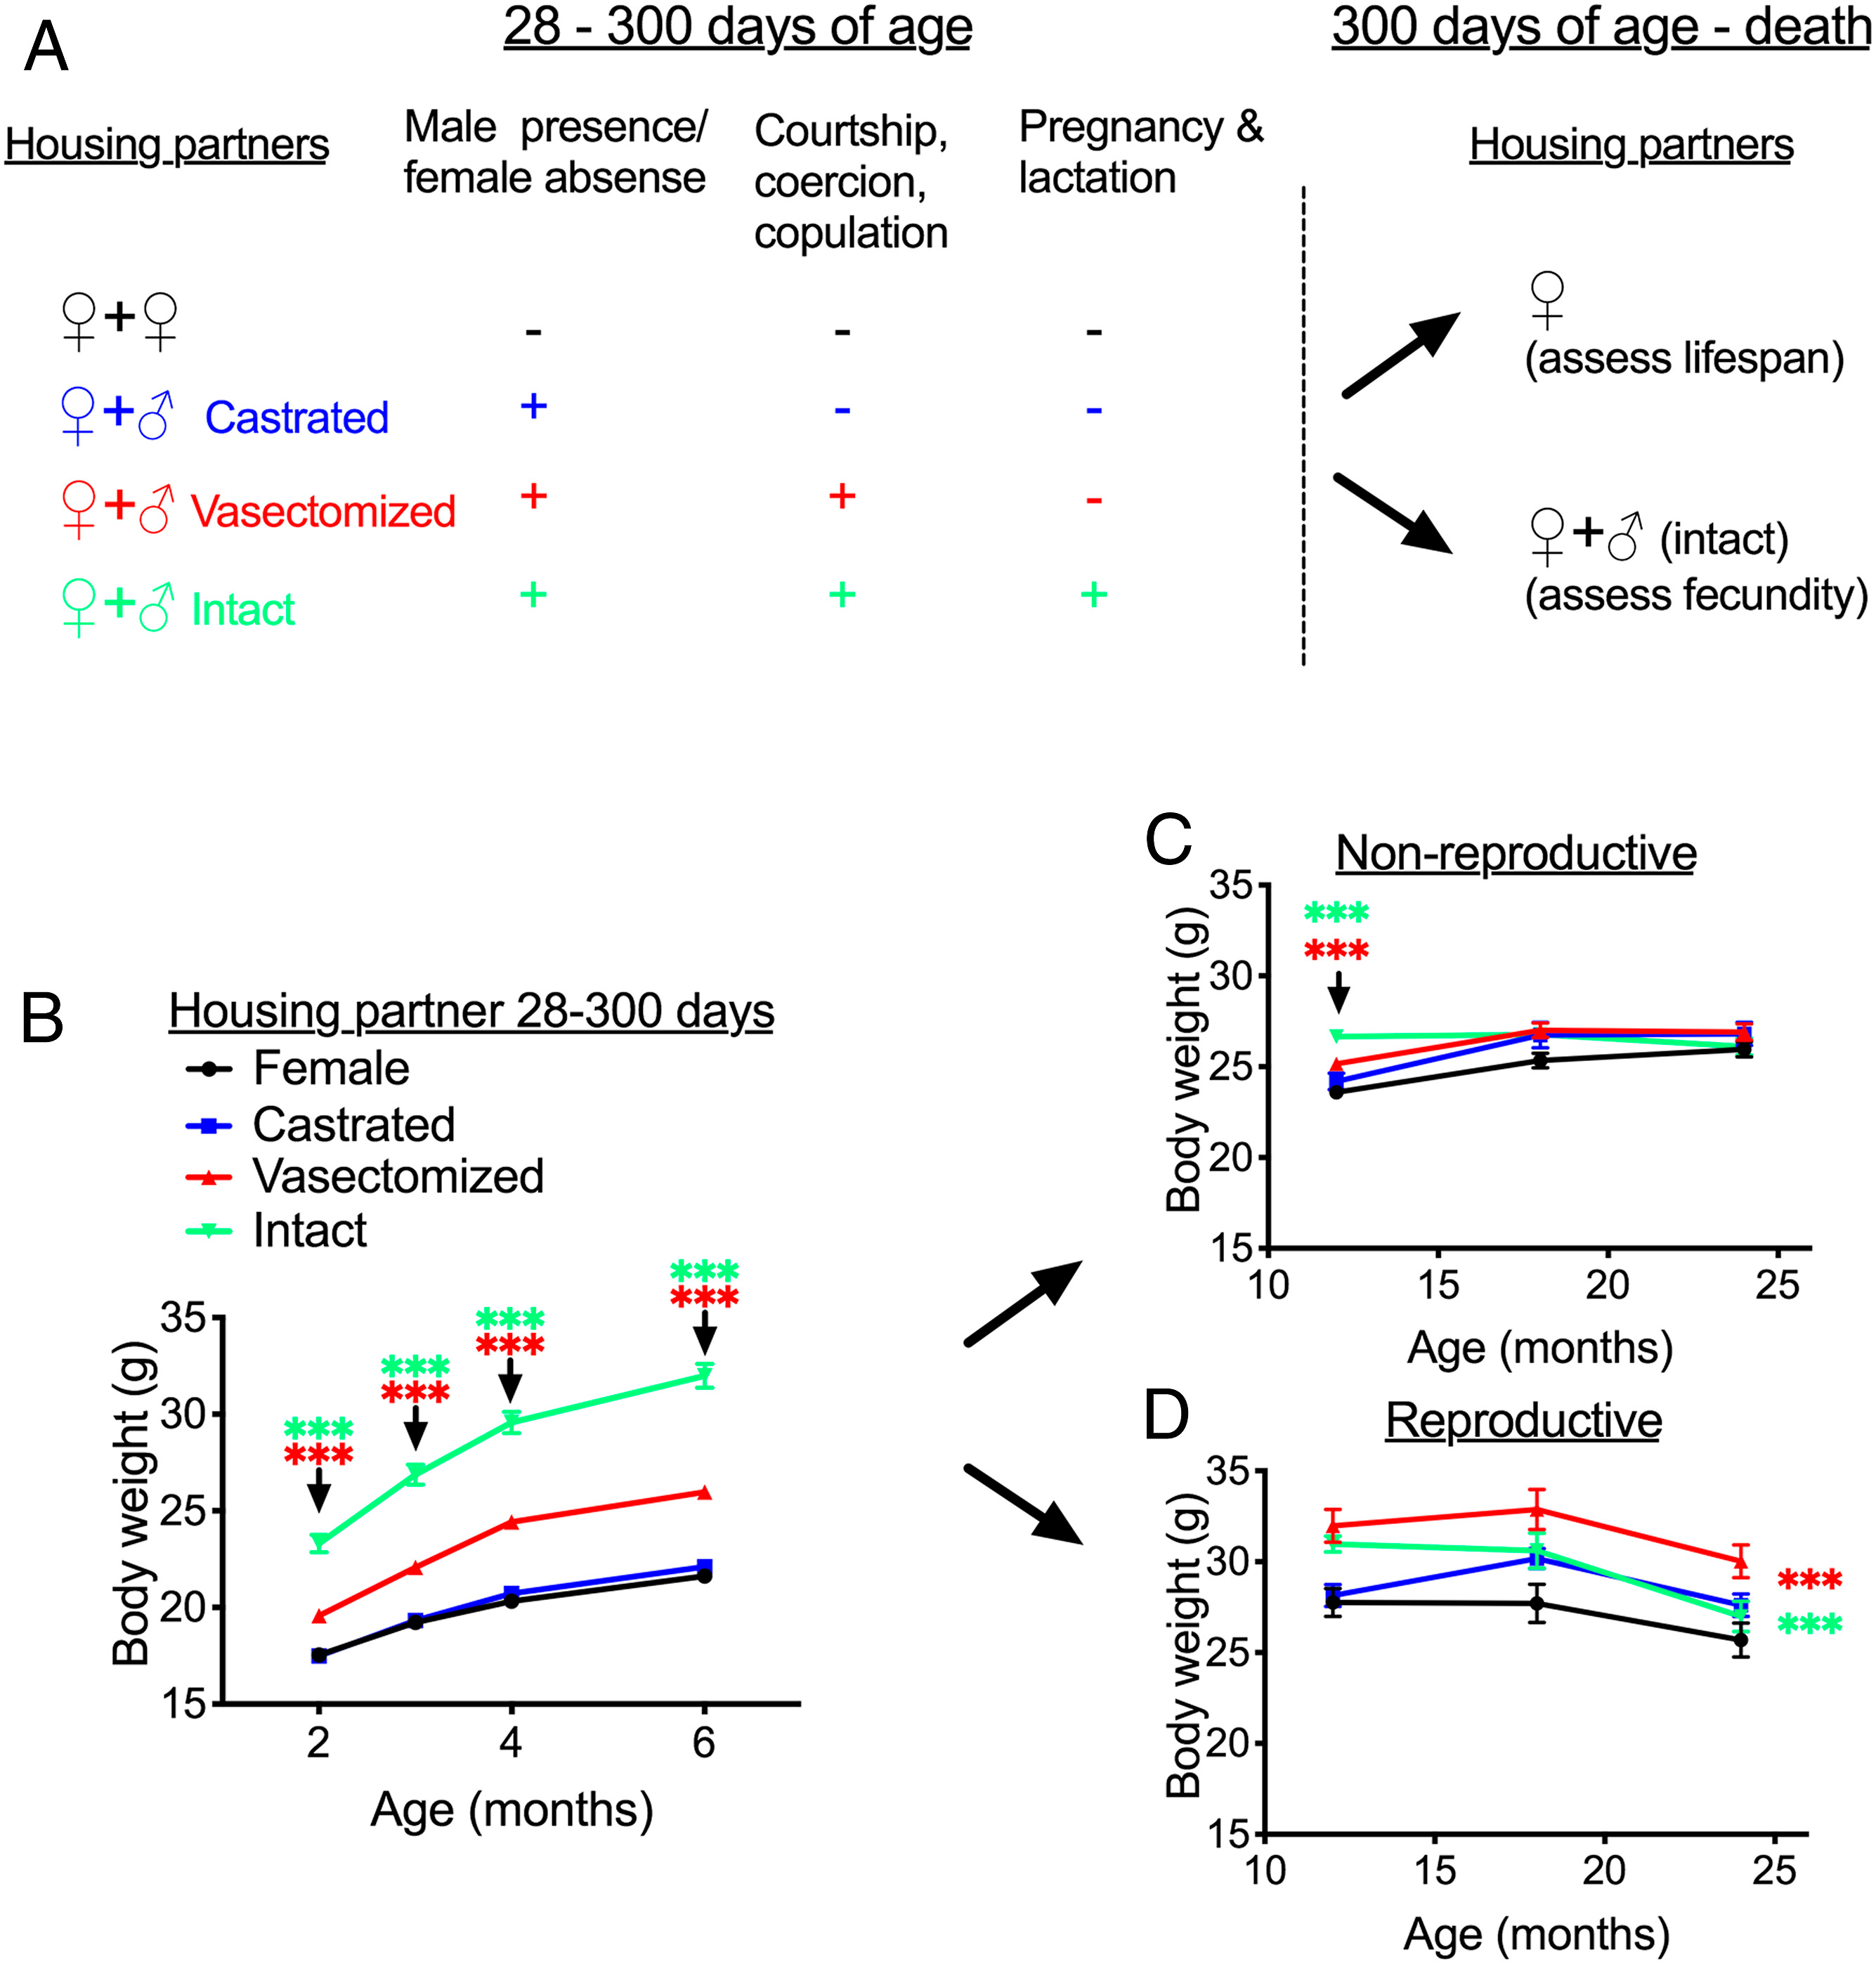 A
28 - 300 days of age
300 days of age - death
Housing partners
Male presence/
female absense
Courtship,
coercion,
copulation
Pregnancy &
lactation
Housing partners
♀+♀
- - -
♀+♂ Castrated
+ - -
♀+♂ Vasectomized
+ + -
♀+♂ Intact
+ + +
♀
(assess lifespan)
♀+♂ (intact)
(assess fecundity)
B
Housing partner 28-300 days
Female
Castrated
Vasectomized
Intact
***
***
***
***
***
***
***
***
35
30
25
20
15
2 4 6
Body weight (g)
Age (months)
C
Non-reproductive
***
***
35
30
25
20
15
10 15 20 25
Body weight (g)
Age (months)
D
Reproductive
***
***
35
30
25
20
15
10 15 20 25
Body weight (g)
Age (months)